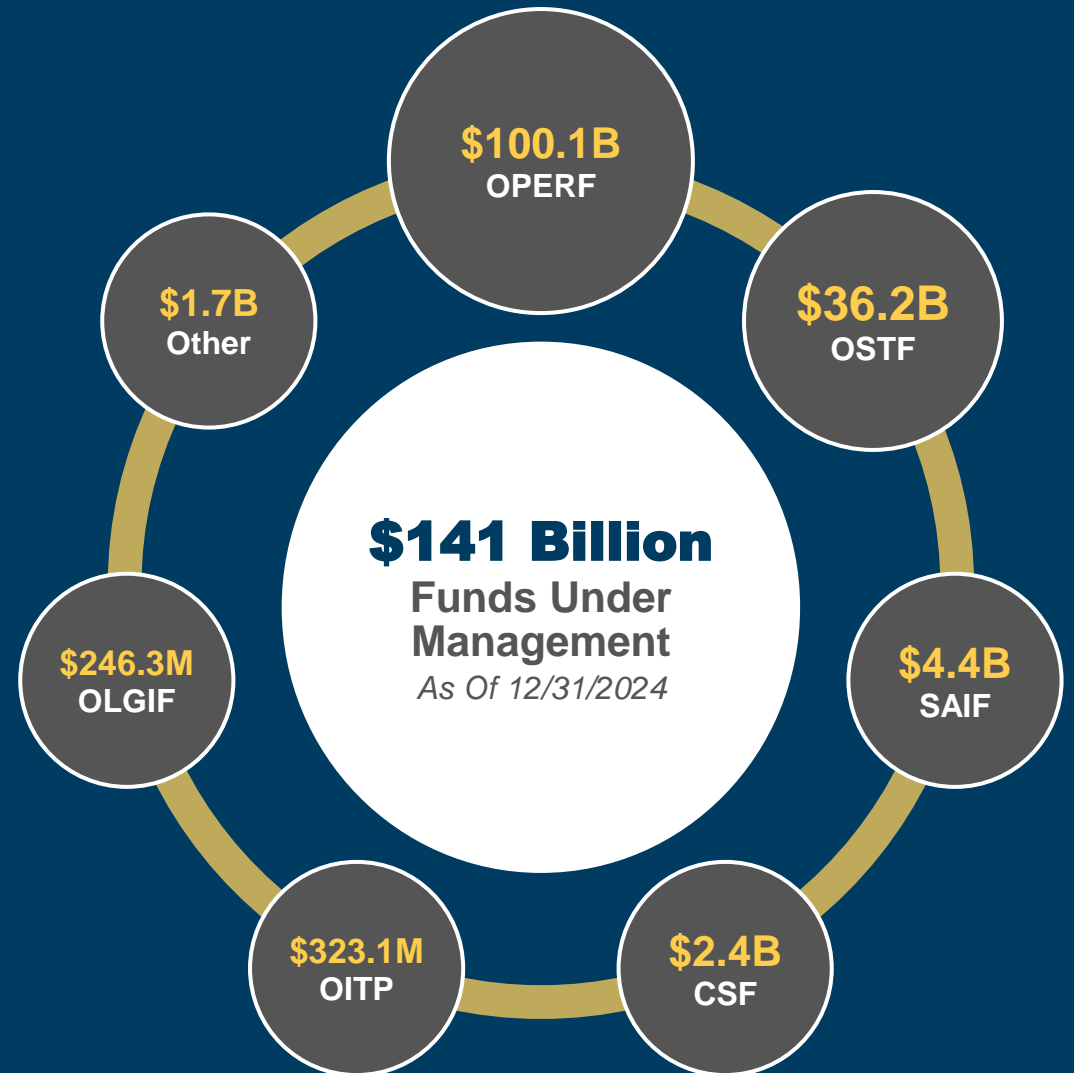 $100.1B
OPERF
$36.2B
OSTF
$4.4B
SAIF
$2.4B
CSF
$323.1M
OITP
$246.3M
OLGIF
$1.7B
Other
$141 Billion
Funds Under
Management
As Of 12/31/2024